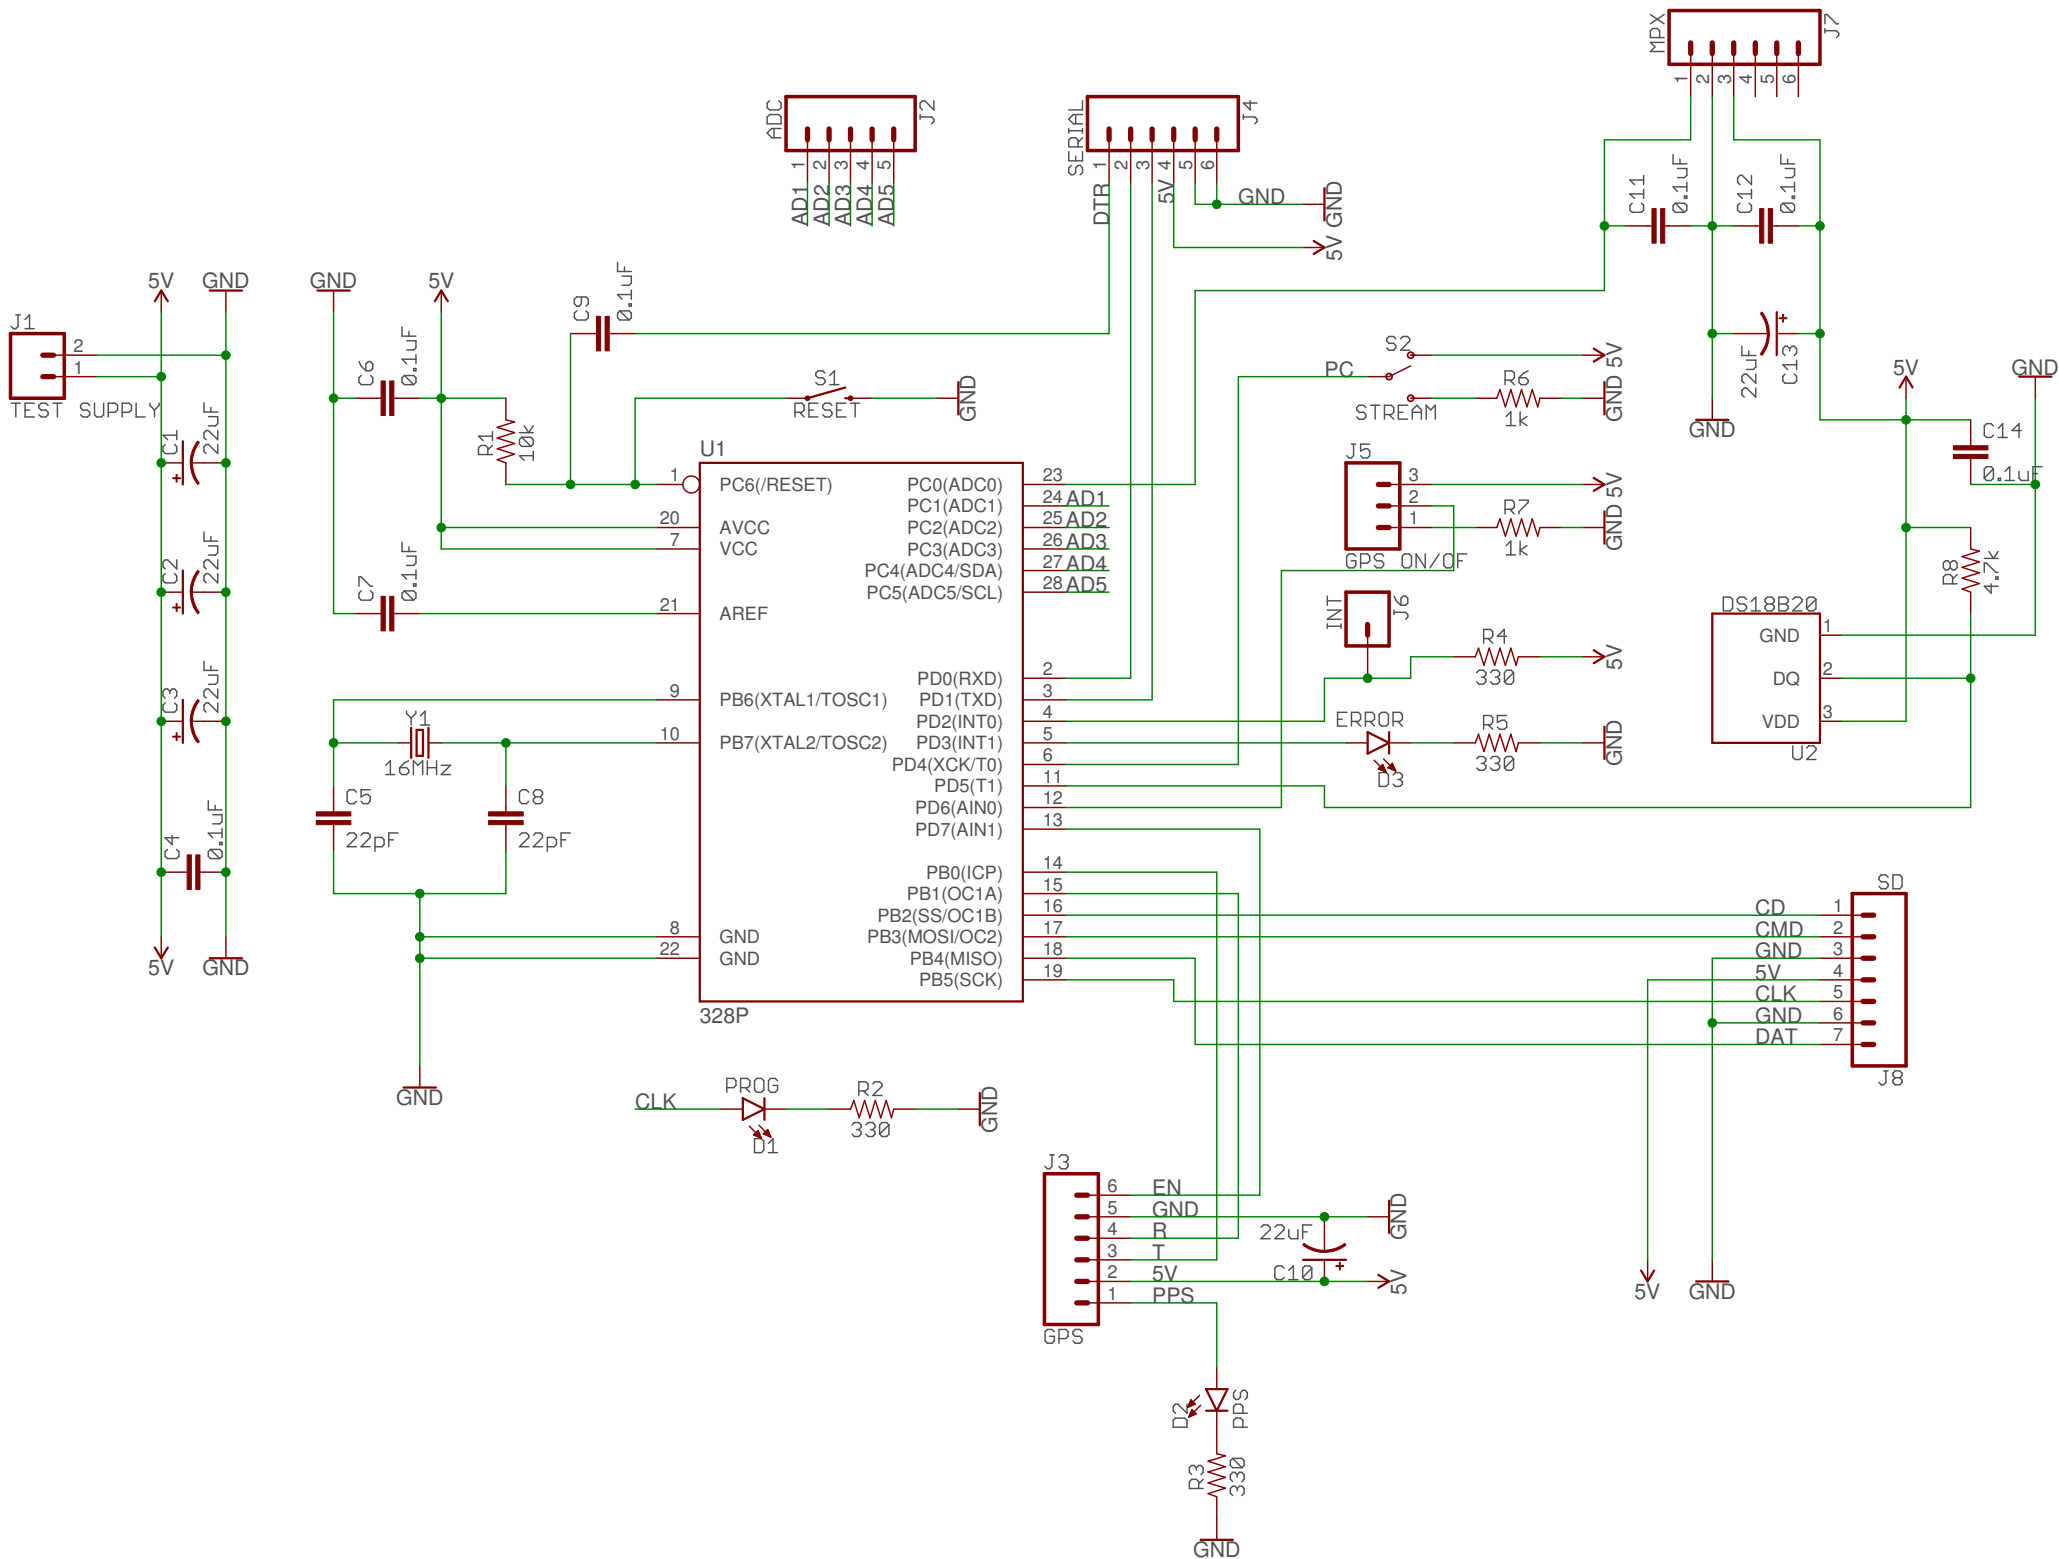 MPX
J7
1
2
3
4
5
6
ADC
J2
1
2
3
4
5
AD1
AD2
AD3
AD4
AD5
SERIAL
J4
1
2
3
4
5
6
DTR
5V
GND
GND
5V
C11
0.1uF
C12
0.1uF
22uF
C13
GND
5V
GND
C14
0.1uF
R8
4.7k
DS18B20
GND
DQ
VDD
1
2
3
U2
5V
GND
J1
2
1
TEST SUPPLY
C1
22uF
C2
22uF
C3
22uF
C4
0.1uF
5V
GND
GND
5V
C6
0.1uF
C9
0.1uF
R1
10k
S1
RESET
GND
C7
0.1uF
Y1
16MHz
C5
22pF
C8
22pF
GND
U1
1
PC6(/RESET)
20
AVCC
7
VCC
21
AREF
9
PB6(XTAL1/TOSC1)
10
PB7(XTAL2/TOSC2)
8
GND
22
GND
328P
PC0(ADC0)
23
PC1(ADC1)
24
AD1
PC2(ADC2)
25
AD2
PC3(ADC3)
26
AD3
PC4(ADC4/SDA)
27
AD4
PC5(ADC5/SCL)
28
AD5
PD0(RXD)
2
PD1(TXD)
3
PD2(INT0)
4
PD3(INT1)
5
PD4(XCK/T0)
6
PD5(T1)
11
PD6(AIN0)
12
PD7(AIN1)
13
PB0(ICP)
14
PB1(OC1A)
15
PB2(SS/OC1B)
16
PB3(MOSI/OC2)
17
PB4(MISO)
18
PB5(SCK)
19
S2
PC
STREAM
5V
R6
1k
GND
J5
3
2
1
GPS ON/OF
5V
R7
1k
GND
INT
J6
R4
330
5V
ERROR
D3
R5
330
GND
SD
CD
1
CMD
2
GND
3
5V
4
CLK
5
GND
6
DAT
7
J8
5V
GND
CLK
PROG
D1
R2
330
GND
J3
6
EN
5
GND
4
R
3
T
2
5V
1
PPS
GPS
22uF
C10
GND
5V
D2
PPS
R3
330
GND